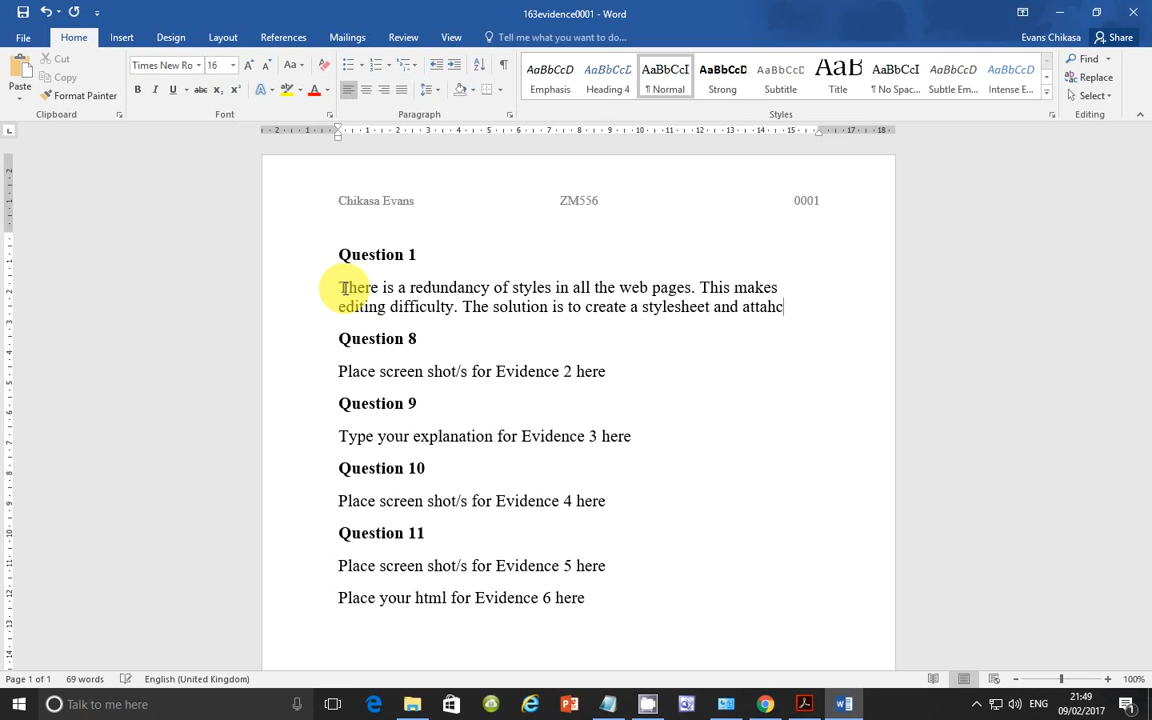 163evidence0001 - Word
File Home Insert Design Layout References Mailings Review View Tell me what you want to do... Evans Chikasa Share
Paste
Cut
Copy
Format Painter
Clipboard
Times New Ro 16
Font
Paragraph
AaBbCcD AaBbCcD AaBbCcI AaBbCcD AaBbCcD AaB AaBbCcI AaBbCcD AaBbCcD
Emphasis Heading 4 ¶ Normal Strong Subtitle Title ¶ No Spac... Subtle Em... Intense E...
Styles
Find
Replace
Select
Editing
Chikasa Evans ZM556 0001
Question 1
There is a redundancy of styles in all the web pages. This makes
editing difficulty. The solution is to create a stylesheet and attahc
Question 8
Place screen shot/s for Evidence 2 here
Question 9
Type your explanation for Evidence 3 here
Question 10
Place screen shot/s for Evidence 4 here
Question 11
Place screen shot/s for Evidence 5 here
Place your html for Evidence 6 here
Page 1 of 1 69 words English (United Kingdom) 100%
Talk to me here
ENG
21:49
09/02/2017